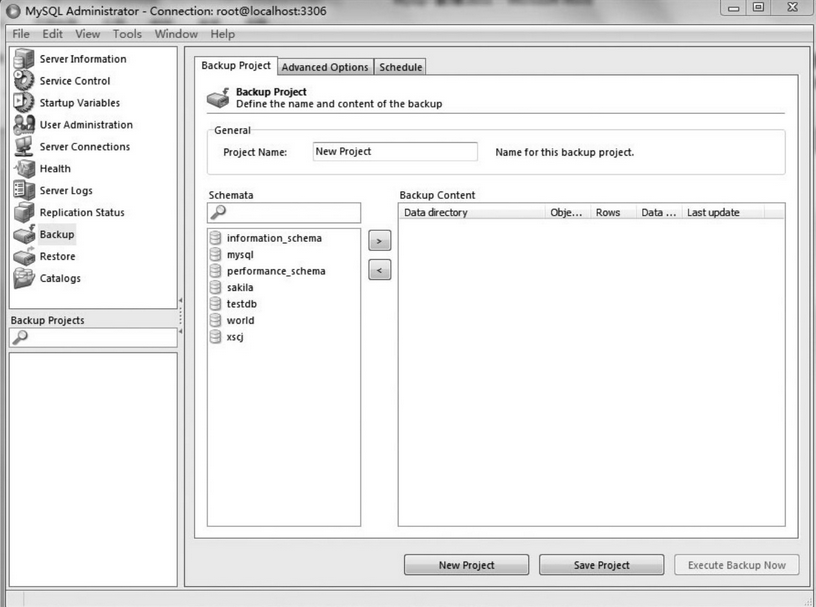 MySQL Administrator - Connection: root@localhost:3306
File Edit View Tools Window Help
Server Information
Service Control
Startup Variables
User Administration
Server Connections
Health
Server Logs
Replication Status
Backup
Restore
Catalogs
Backup Projects
Backup Project Advanced Options Schedule
Backup Project
Define the name and content of the backup
General
Project Name: New Project Name for this backup project.
Schemata
information_schema
mysql
performance_schema
sakila
testdb
world
xscj
>
<
Backup Content
Data directory Obje... Rows Data ... Last update
New Project Save Project Execute Backup Now